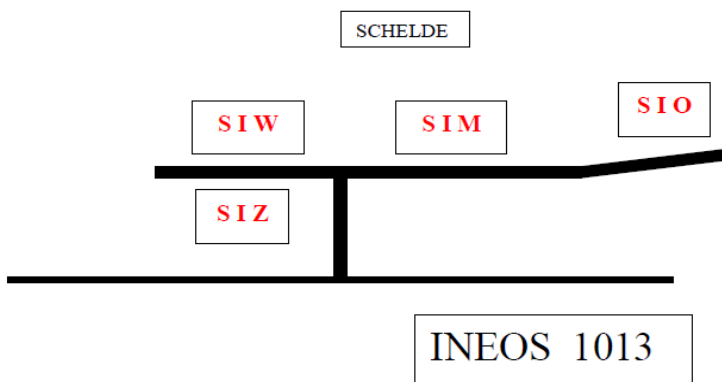 SCHELDE
S I W
S I M
S I O
S I Z
INEOS 1013